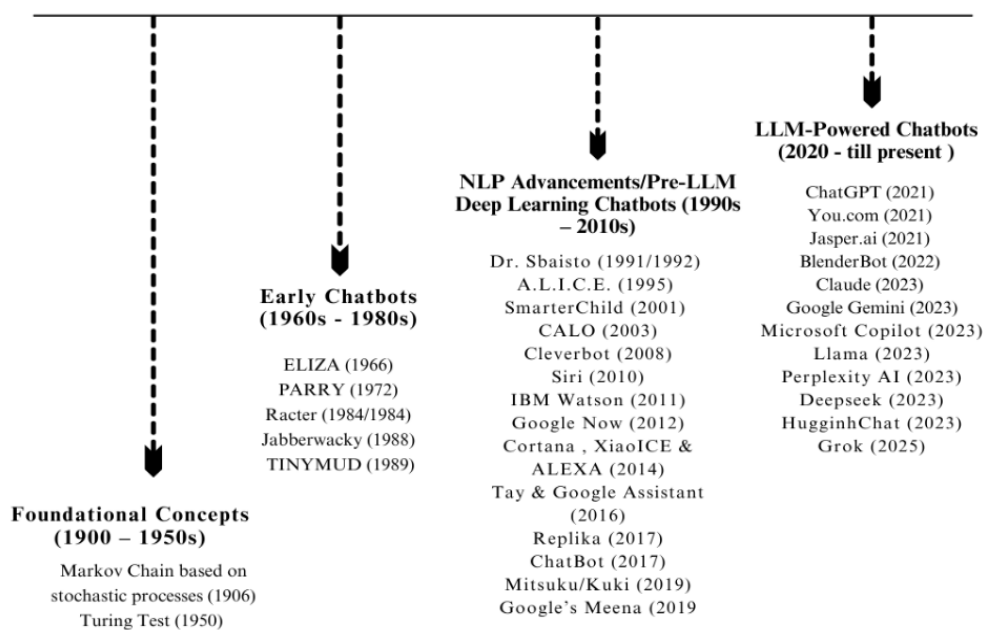 Foundational Concepts
(1900 – 1950s)
Markov Chain based on
stochastic processes (1906)
Turing Test (1950)
Early Chatbots
(1960s - 1980s)
ELIZA (1966)
PARRY (1972)
Racter (1984/1984)
Jabberwacky (1988)
TINYMUD (1989)
NLP Advancements/Pre-LLM
Deep Learning Chatbots (1990s
– 2010s)
Dr. Sbaisto (1991/1992)
A.L.I.C.E. (1995)
SmarterChild (2001)
CALO (2003)
Cleverbot (2008)
Siri (2010)
IBM Watson (2011)
Google Now (2012)
Cortana , XiaoICE &
ALEXA (2014)
Tay & Google Assistant
(2016)
Replika (2017)
ChatBot (2017)
Mitsuku/Kuki (2019)
Google's Meena (2019
LLM-Powered Chatbots
(2020 - till present )
ChatGPT (2021)
You.com (2021)
Jasper.ai (2021)
BlenderBot (2022)
Claude (2023)
Google Gemini (2023)
Microsoft Copilot (2023)
Llama (2023)
Perplexity AI (2023)
Deepseek (2023)
HugginhChat (2023)
Grok (2025)